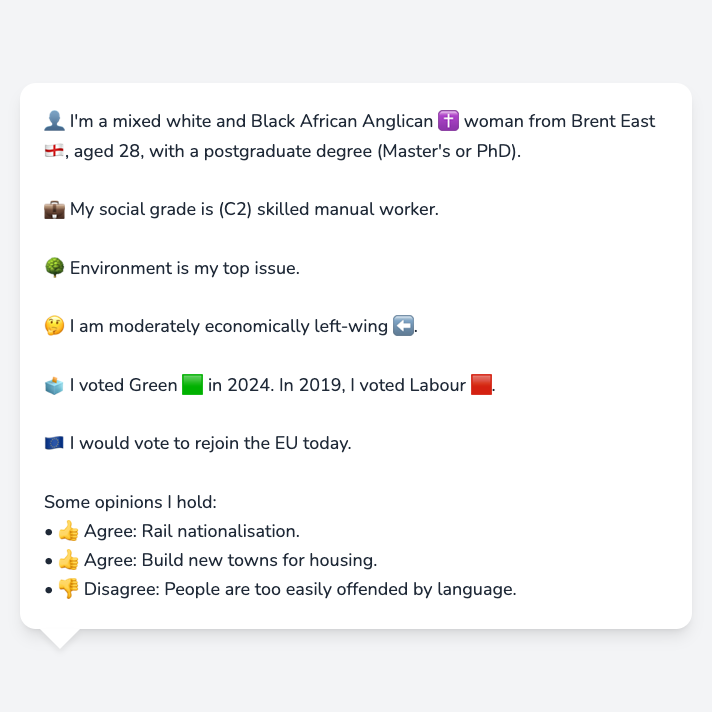 👤 I'm a mixed white and Black African Anglican ✝️ woman from Brent East
🏴󠁧󠁢󠁥󠁮󠁧󠁿, aged 28, with a postgraduate degree (Master's or PhD).
💼 My social grade is (C2) skilled manual worker.
🌳 Environment is my top issue.
🤔 I am moderately economically left-wing ⬅️.
🗳️ I voted Green 🟩 in 2024. In 2019, I voted Labour 🟥.
🇪🇺 I would vote to rejoin the EU today.
Some opinions I hold:
• 👍 Agree: Rail nationalisation.
• 👍 Agree: Build new towns for housing.
• 👎 Disagree: People are too easily offended by language.